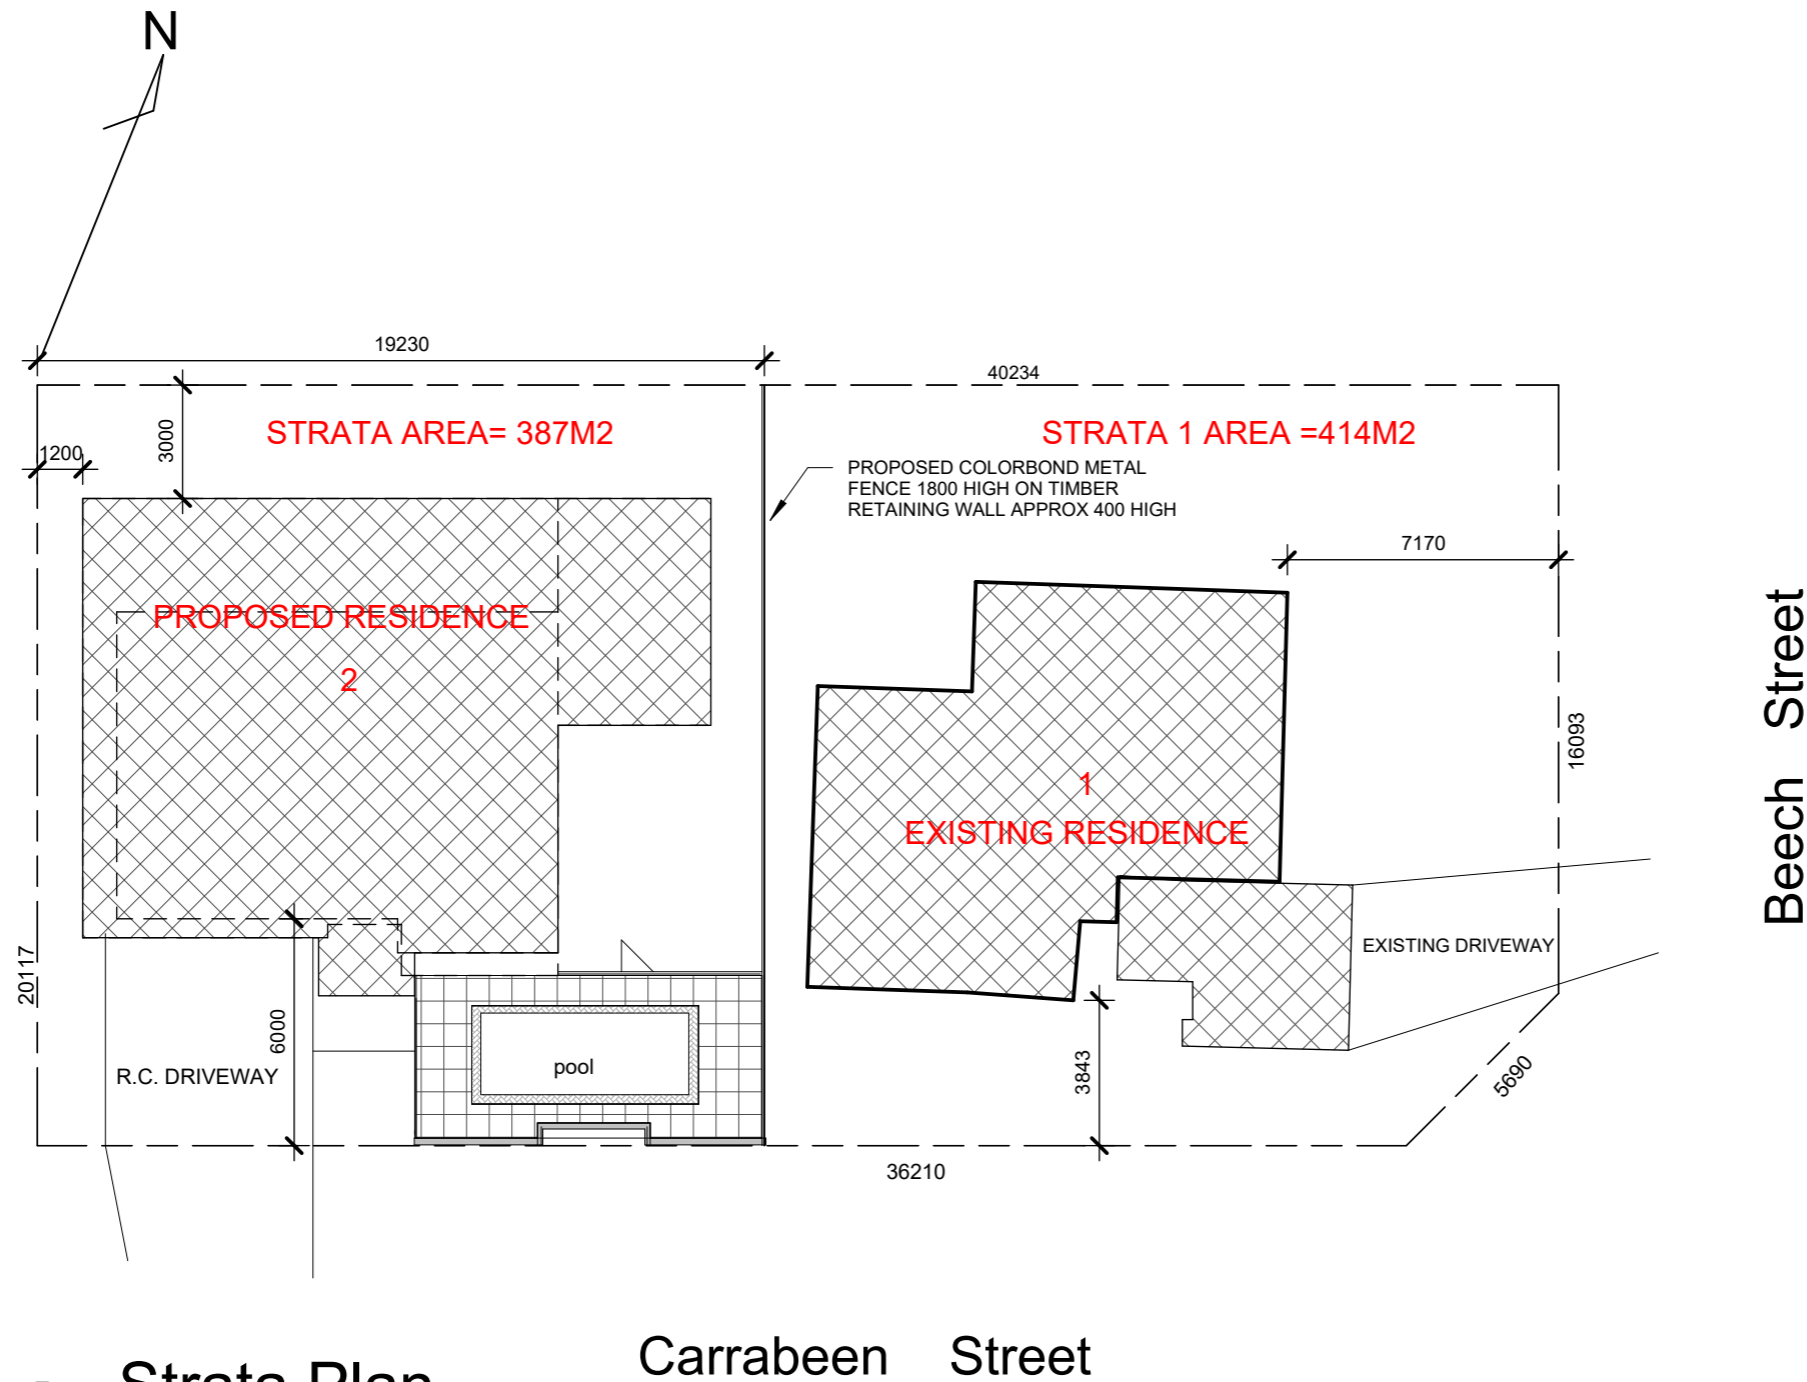 N
19230
40234
STRATA AREA= 387M2
STRATA 1 AREA =414M2
3000
1200
PROPOSED COLORBOND METAL
FENCE 1800 HIGH ON TIMBER
RETAINING WALL APPROX 400 HIGH
7170
PROPOSED RESIDENCE
2
16093
Beech Street
1
EXISTING RESIDENCE
EXISTING DRIVEWAY
20117
6000
R.C. DRIVEWAY
pool
3843
5690
36210
Carrabeen Street
Strata Plan